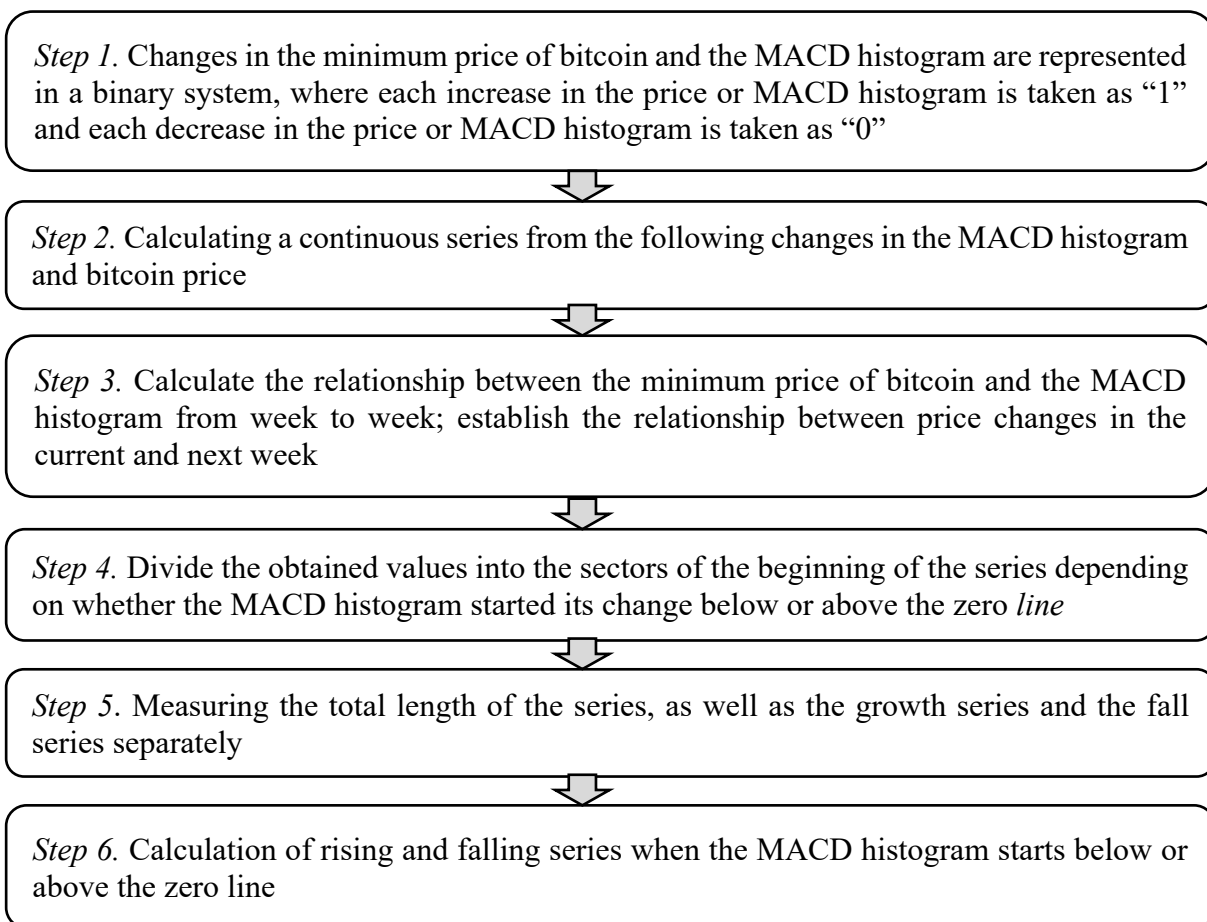 Step 1. Changes in the minimum price of bitcoin and the MACD histogram are represented
in a binary system, where each increase in the price or MACD histogram is taken as “1”
and each decrease in the price or MACD histogram is taken as “0”
Step 2. Calculating a continuous series from the following changes in the MACD histogram
and bitcoin price
Step 3. Calculate the relationship between the minimum price of bitcoin and the MACD
histogram from week to week; establish the relationship between price changes in the
current and next week
Step 4. Divide the obtained values into the sectors of the beginning of the series depending
on whether the MACD histogram started its change below or above the zero line
Step 5. Measuring the total length of the series, as well as the growth series and the fall
series separately
Step 6. Calculation of rising and falling series when the MACD histogram starts below or
above the zero line